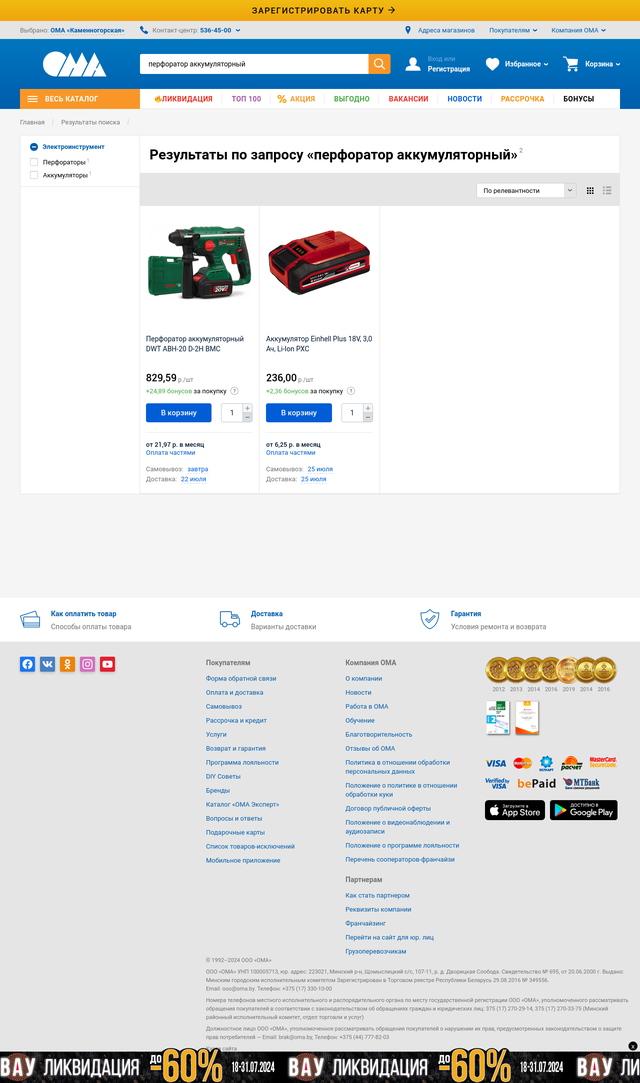 ЗАРЕГИСТРИРОВАТЬ КАРТУ →
Выбрано: ОМА «Каменногорская»
Контакт-центр: 536-45-00
Адреса магазинов
Покупателям
Компания ОМА
ОМА
перфоратор аккумуляторный
Вход или
Регистрация
Избранное
Корзина
ВЕСЬ КАТАЛОГ
ЛИКВИДАЦИЯ
ТОП 100
% АКЦИЯ
ВЫГОДНО
ВАКАНСИИ
НОВОСТИ
РАССРОЧКА
БОНУСЫ
Главная / Результаты поиска /
Электроинструмент
Перфораторы 1
Аккумуляторы 1
Результаты по запросу «перфоратор аккумуляторный» 2
По релевантности
Перфоратор аккумуляторный
DWT ABH-20 D-2H BMC
829,59 р./шт
+24,89 бонусов за покупку ?
В корзину
1
+
−
от 21,97 р. в месяц
Оплата частями
Самовывоз: завтра
Доставка: 22 июля
Аккумулятор Einhell Plus 18V, 3,0
Ач, Li-Ion PXC
236,00 р./шт
+2,36 бонусов за покупку ?
В корзину
1
+
−
от 6,25 р. в месяц
Оплата частями
Самовывоз: 25 июля
Доставка: 25 июля
Как оплатить товар
Способы оплаты товара
Доставка
Варианты доставки
Гарантия
Условия ремонта и возврата
Покупателям
Форма обратной связи
Оплата и доставка
Самовывоз
Рассрочка и кредит
Услуги
Возврат и гарантия
Программа лояльности
DIY Советы
Бренды
Каталог «ОМА Эксперт»
Вопросы и ответы
Подарочные карты
Список товаров-исключений
Мобильное приложение
Компания ОМА
О компании
Новости
Работа в ОМА
Обучение
Благотворительность
Отзывы об ОМА
Политика в отношении обработки
персональных данных
Положение о политике в отношении
обработки куки
Договор публичной оферты
Положение о видеонаблюдении и
аудиозаписи
Положение о программе лояльности
Перечень сооператоров-франчайзи
Партнерам
Как стать партнером
Реквизиты компании
Франчайзинг
Перейти на сайт для юр. лиц
Грузоперевозчикам
2012 2013 2014 2016 2019 2014 2016
VISA
MasterCard
БЕЛКАРТ
расчет
MasterCard.
SecureCode.
Verified by
VISA
bePaid
МТБанк
Загрузите в
App Store
ДОСТУПНО В
Google Play
© 1992–2024 ООО «ОМА»
ООО «ОМА» УНП 100005713, юр. адрес: 223021, Минский р-н, Щомыслицкий с/с, 107-11, р. д. Дворицкая Слобода. Свидетельство № 695, от 20.06.2000 г. Выдано:
Минским городским исполнительным комитетом Зарегистрирован в Торговом реестре Республики Беларусь 29.08.2016 № 349556.
Email: ooo@oma.by. Телефон: +375 (17) 330-10-00
Номера телефонов местного исполнительного и распорядительного органа по месту государственной регистрации ООО «ОМА», уполномоченного рассматривать
обращения покупателей в соответствии с законодательством об обращениях граждан и юридических лиц: 375 (17) 270-29-14, 375 (17) 270-33-75 (Минский
районный исполнительный комитет, отдел торговли и услуг)
Должностное лицо ООО «ОМА», уполномоченное рассматривать обращения покупателей о нарушении их прав, предусмотренных законодательством о защите
прав потребителей — Email: brak@oma.by, Телефон: +375 (44) 777-82-03
x
ВАУ ЛИКВИДАЦИЯ до -60% 18-31.07.2024 ВАУ ЛИКВИДАЦИЯ до -60% 18-31.07.2024 ВАУ ЛИ